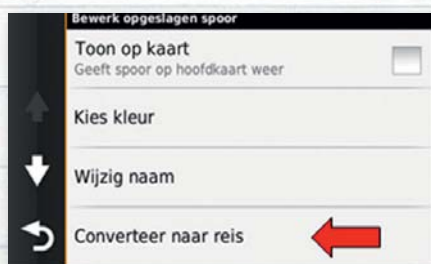 Bewerk opgeslagen spoor
Toon op kaart
Geeft spoor op hoofdkaart weer
Kies kleur
Wijzig naam
Converteer naar reis